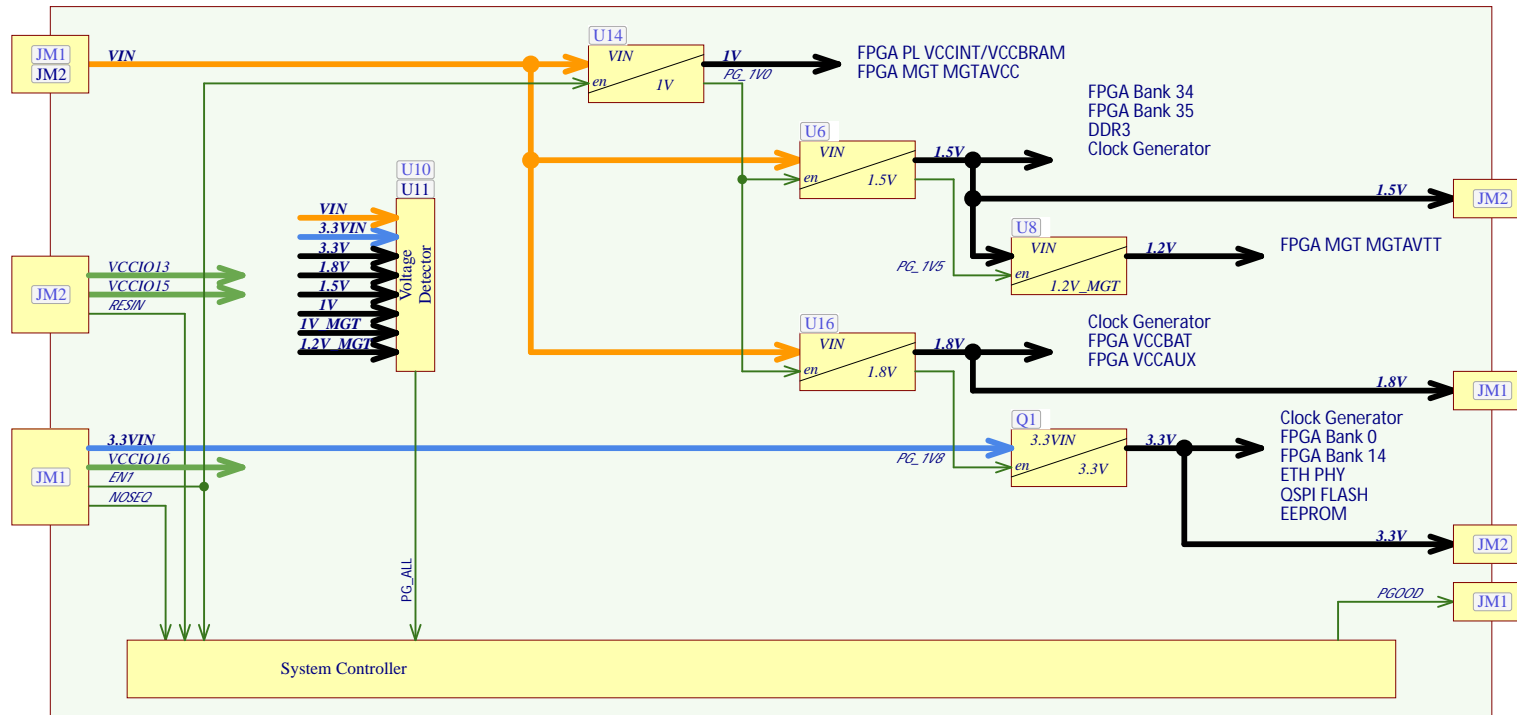 U14
JM1
JM2
VIN
VIN
1V
FPGA PL VCCINT/VCCBRAM
FPGA MGT MGTAVCC
PG_1V0
en
1V
FPGA Bank 34
FPGA Bank 35
DDR3
Clock Generator
U6
VIN
1.5V
en
1.5V
U10
U11
1.5V
JM2
VIN
3.3VIN
3.3V
1.8V
1.5V
1V
1V_MGT
1.2V_MGT
Voltage
Detector
U8
VIN
1.2V
FPGA MGT MGTAVTT
PG_1V5
en
1.2V_MGT
JM2
VCCIO13
VCCIO15
RESIN
U16
VIN
1.8V
en
1.8V
Clock Generator
FPGA VCCBAT
FPGA VCCAUX
1.8V
JM1
Q1
JM1
3.3VIN
VCCIO16
EN1
NOSEQ
3.3VIN
3.3V
PG_1V8
en
3.3V
Clock Generator
FPGA Bank 0
FPGA Bank 14
ETH PHY
QSPI FLASH
EEPROM
3.3V
JM2
PG_ALL
PGOOD
JM1
System Controller